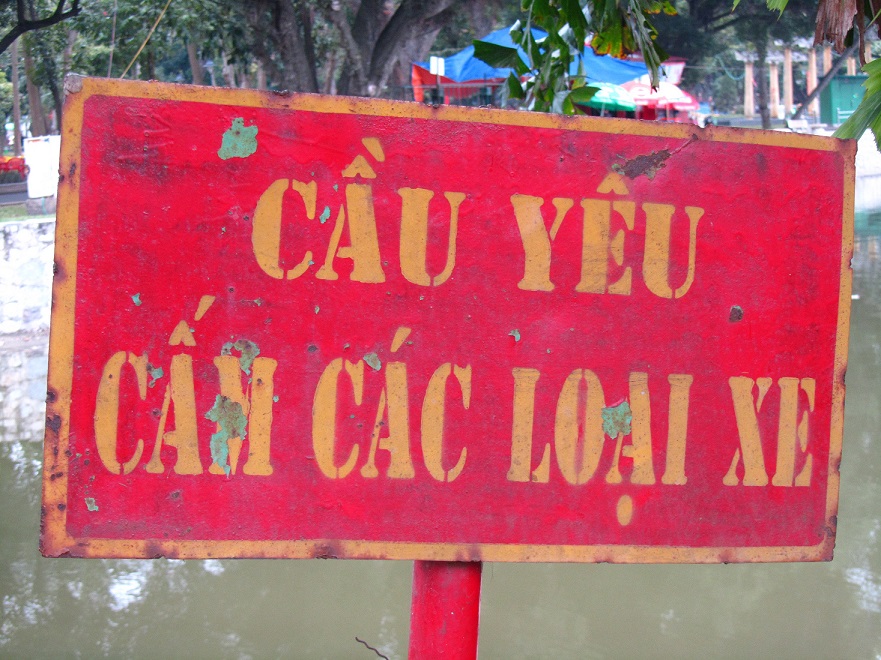 CẦU YẾU
CẤM CÁC LOẠI XE